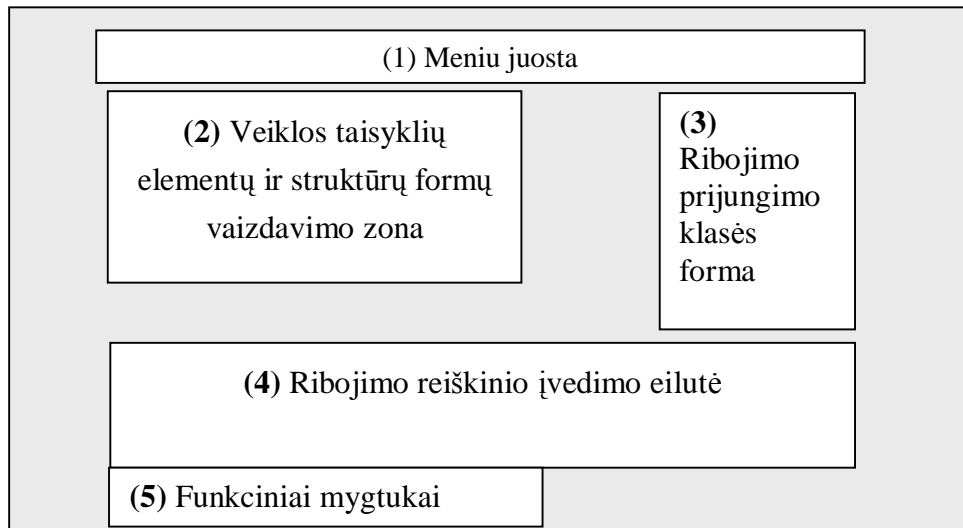 (1) Meniu juosta
(2) Veiklos taisyklių
elementų ir struktūrų formų
vaizdavimo zona
(3)
Ribojimo
prijungimo
klasės
forma
(4) Ribojimo reiškinio įvedimo eilutė
(5) Funkciniai mygtukai